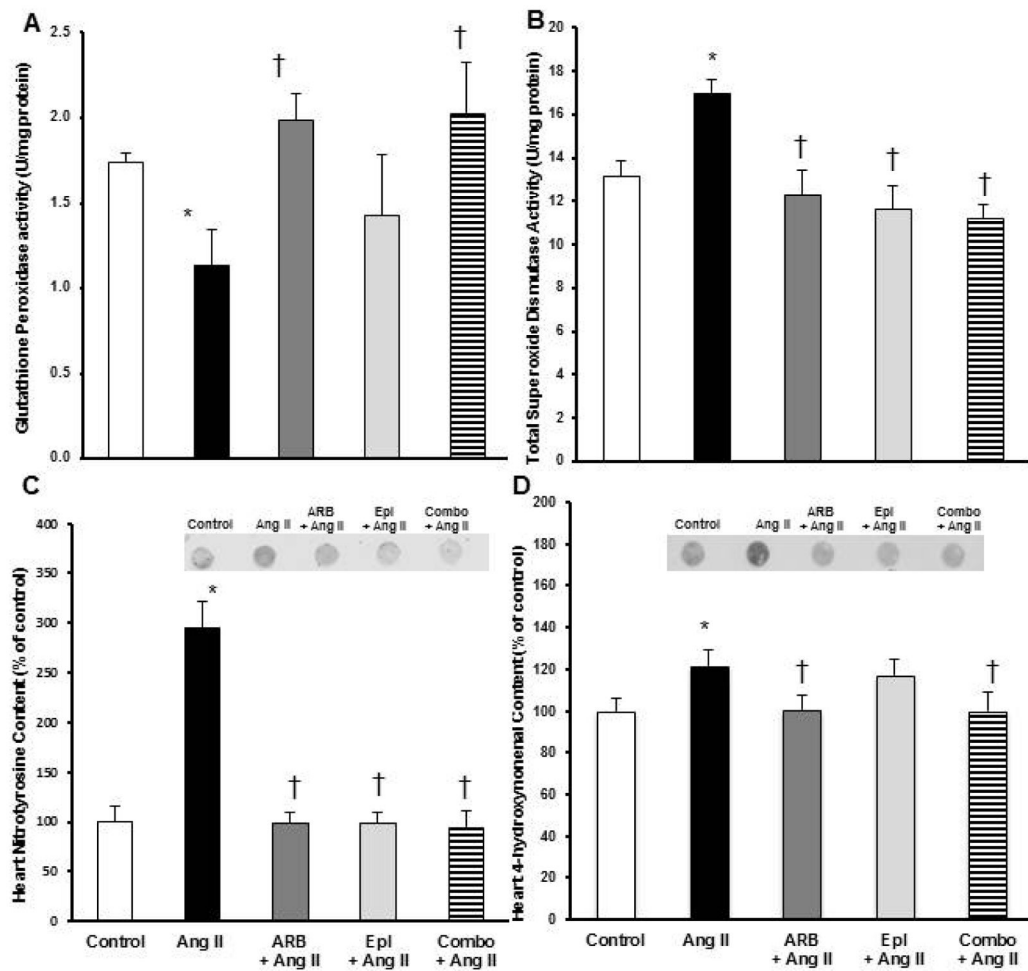 A
Glutathione Peroxidase activity (U/mg protein)
2.5
2.0
1.5
1.0
0.5
0.0
*
†
†
B
Total Superoxide Dismutase Activity (U/mg protein)
20
18
16
14
12
10
8
6
4
2
0
*
†
†
†
C
Heart Nitrotyrosine Content (% of control)
400
350
300
250
200
150
100
50
0
Control
Ang II
ARB
+ Ang II
Epl
+ Ang II
Combo
+ Ang II
*
†
†
†
Control
Ang II
ARB
+ Ang II
Epl
+ Ang II
Combo
+ Ang II
D
Heart 4-hydroxynonenal Content (% of control)
200
180
160
140
120
100
80
60
40
20
0
Control
Ang II
ARB
+ Ang II
Epl
+ Ang II
Combo
+ Ang II
*
†
†
Control
Ang II
ARB
+ Ang II
Epl
+ Ang II
Combo
+ Ang II